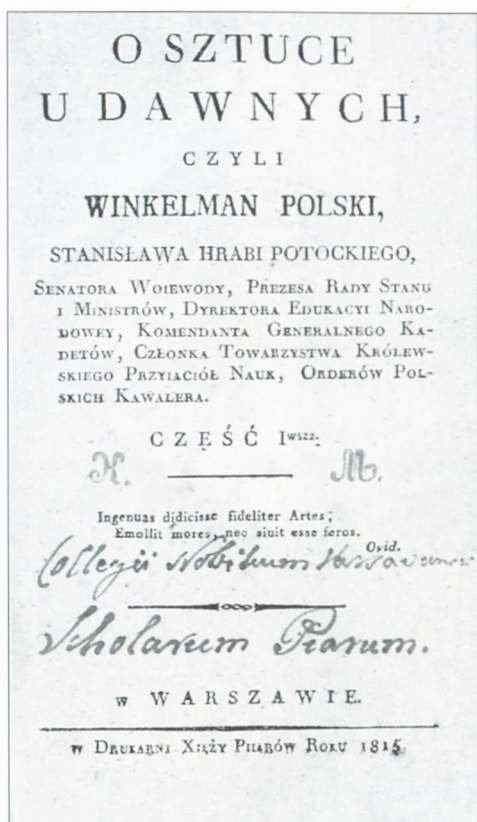 O SZTUCE
U DAWNYCH,
CZYLI
WINKELMAN POLSKI,
STANISŁAWA HRABI POTOCKIEGO,
SENATORA WOIEWODY, PREZESA RADY STANU
I MINISTRÓW, DYREKTORA EDUKACYI NARO-
DOWEY, KOMENDANTA GENERALNEGO KA-
DETÓW, CZŁONKA TOWARZYSTWA KRÓLEW-
SKIEGO PRZYIACIÓŁ NAUK, ORDERÓW POL-
SKICH KAWALERA.
CZĘŚĆ Iwsza.
K. M.
Ingenuas didicisse fideliter Artes,
Emollit mores, nec sinit esse feros.
Ovid.
Collegii Nobilium
Scholarum Piarum.
w WARSZAWIE.
w DRUKARNI XIĘŻY PIIARÓW ROKU 1815